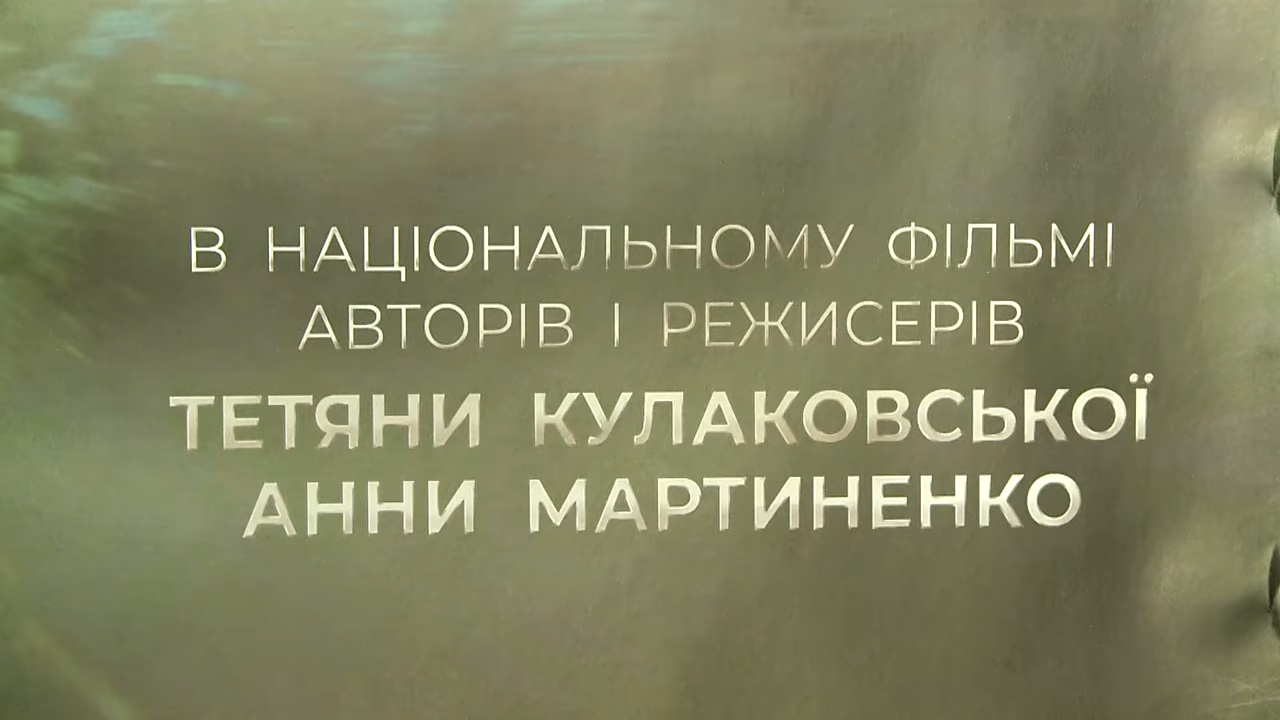 В НАЦІОНАЛЬНОМУ ФІЛЬМІ
АВТОРІВ І РЕЖИСЕРІВ
ТЕТЯНИ КУЛАКОВСЬКОЇ
АННИ МАРТИНЕНКО